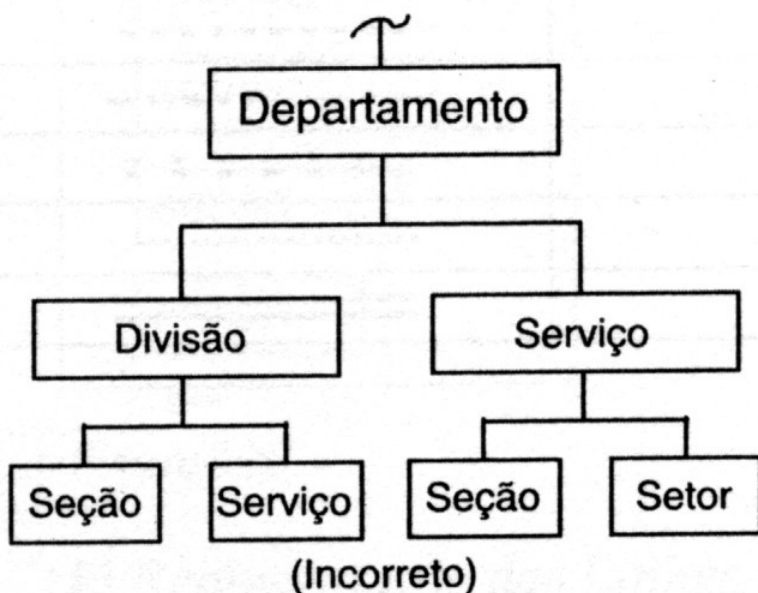 Departamento
Divisão Serviço
Seção Serviço Seção Setor
(Incorreto)